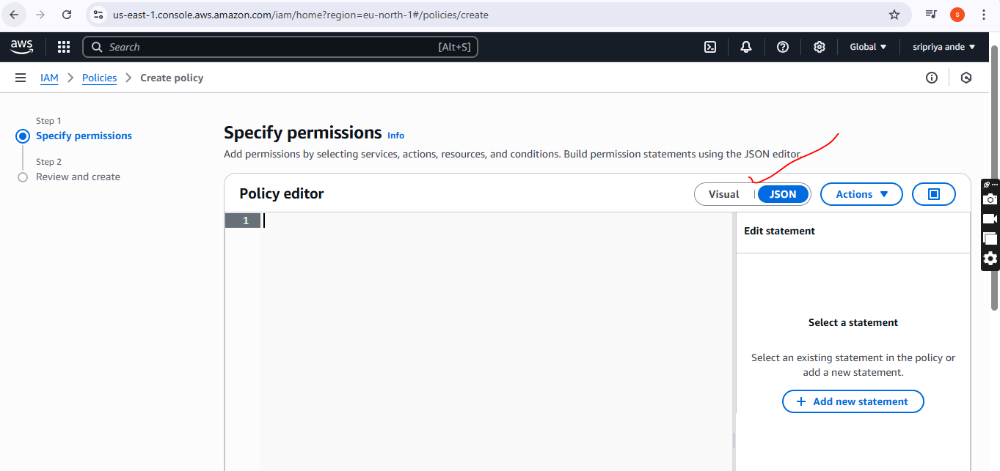 us-east-1.console.aws.amazon.com/iam/home?region=eu-north-1#/policies/create
s
aws
Search
[Alt+S]
Global
sripriya ande
IAM
Policies
Create policy
Step 1
Specify permissions
Step 2
Review and create
Specify permissions Info
Add permissions by selecting services, actions, resources, and conditions. Build permission statements using the JSON editor.
Policy editor
Visual
JSON
Actions
1
Edit statement
Select a statement
Select an existing statement in the policy or
add a new statement.
+ Add new statement